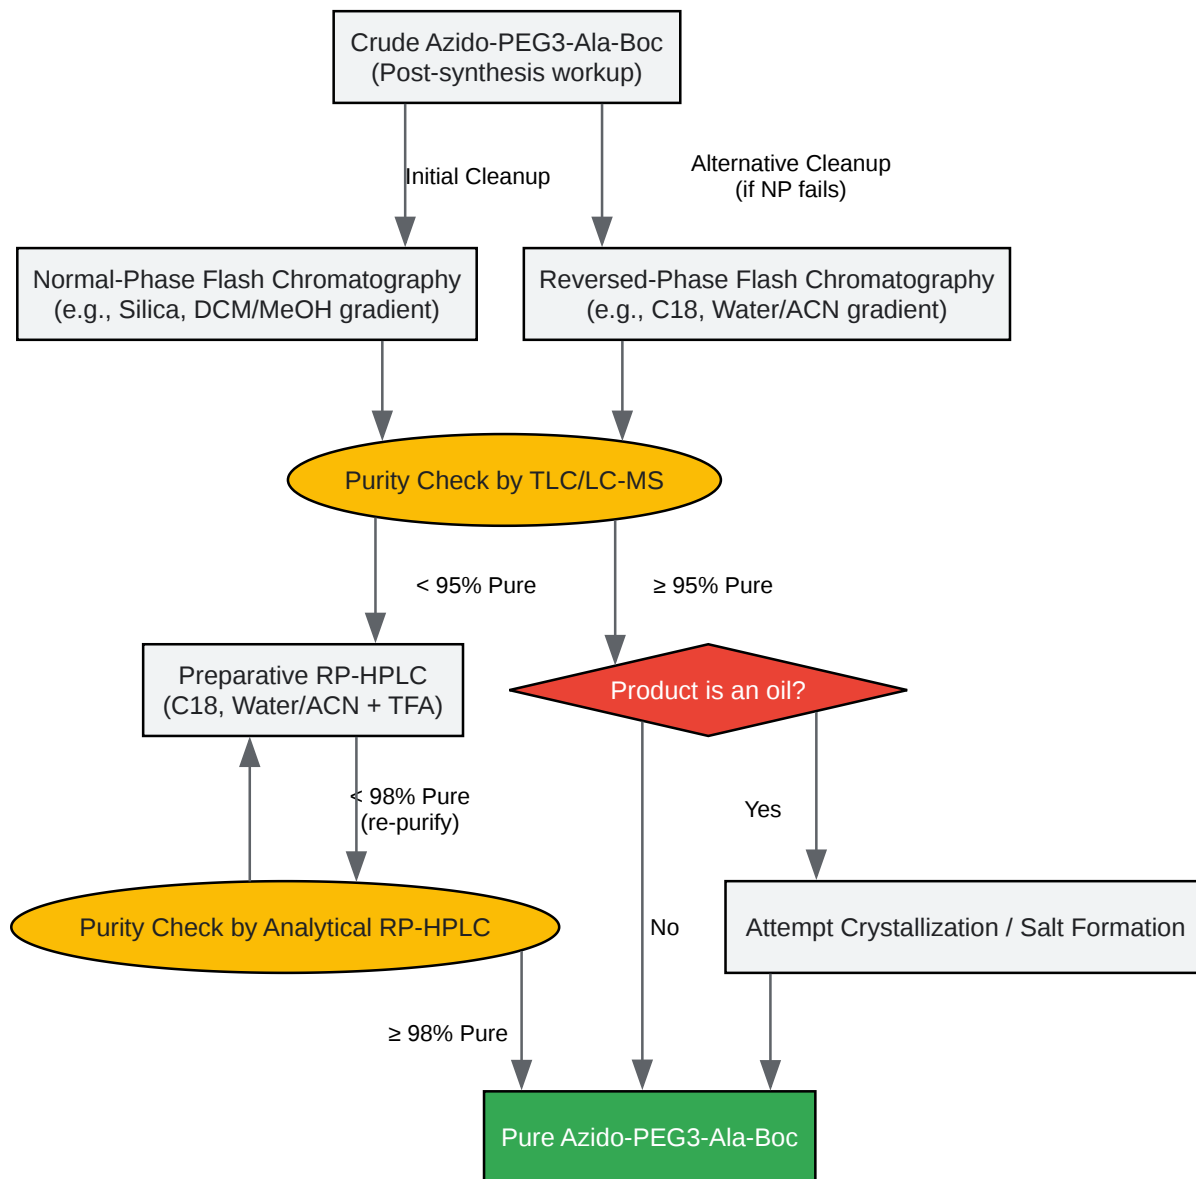 Crude Azido-PEG3-Ala-Boc
(Post-synthesis workup)
Initial Cleanup
Alternative Cleanup
(if NP fails)
Normal-Phase Flash Chromatography
(e.g., Silica, DCM/MeOH gradient)
Reversed-Phase Flash Chromatography
(e.g., C18, Water/ACN gradient)
Purity Check by TLC/LC-MS
< 95% Pure
≥ 95% Pure
Preparative RP-HPLC
(C18, Water/ACN + TFA)
Product is an oil?
< 98% Pure
(re-purify)
Yes
Purity Check by Analytical RP-HPLC
No
Attempt Crystallization / Salt Formation
≥ 98% Pure
Pure Azido-PEG3-Ala-Boc